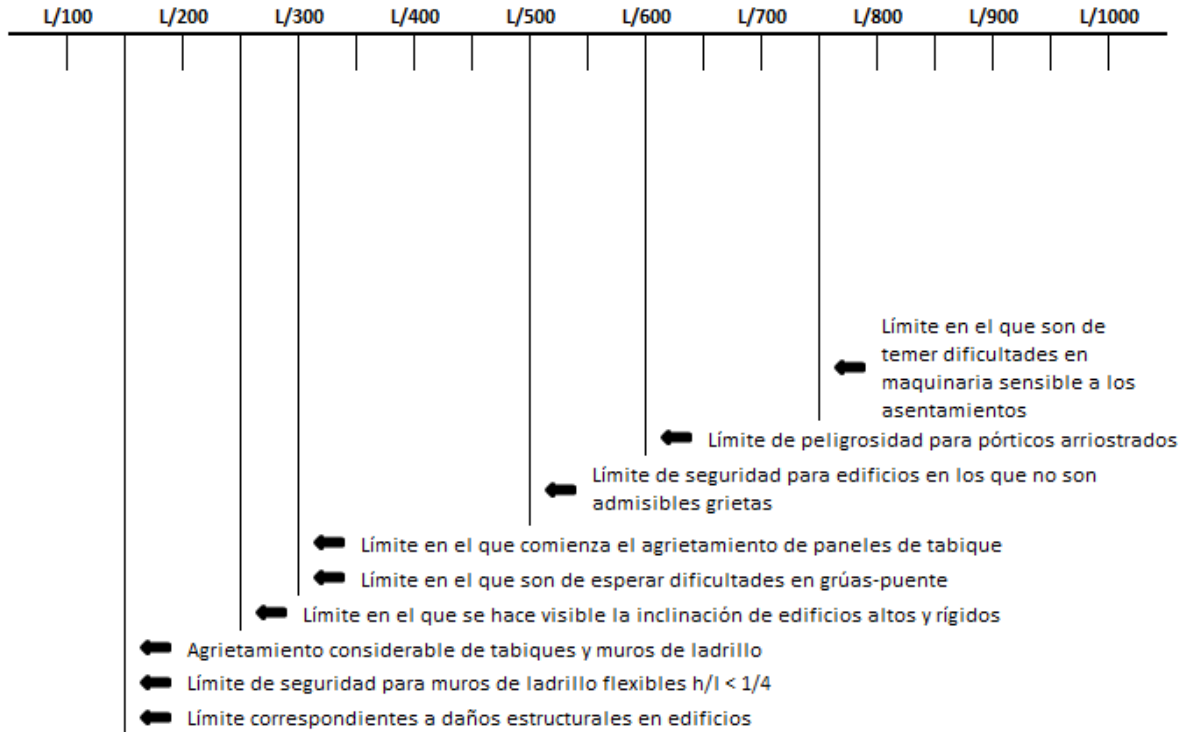 L/100 L/200 L/300 L/400 L/500 L/600 L/700 L/800 L/900 L/1000
Límite en el que son de
temer dificultades en
maquinaria sensible a los
asentamientos
Límite de peligrosidad para pórticos arriostrados
Límite de seguridad para edificios en los que no son
admisibles grietas
Límite en el que comienza el agrietamiento de paneles de tabique
Límite en el que son de esperar dificultades en grúas-puente
Límite en el que se hace visible la inclinación de edificios altos y rígidos
Agrietamiento considerable de tabiques y muros de ladrillo
Límite de seguridad para muros de ladrillo flexibles h/l < 1/4
Límite correspondientes a daños estructurales en edificios